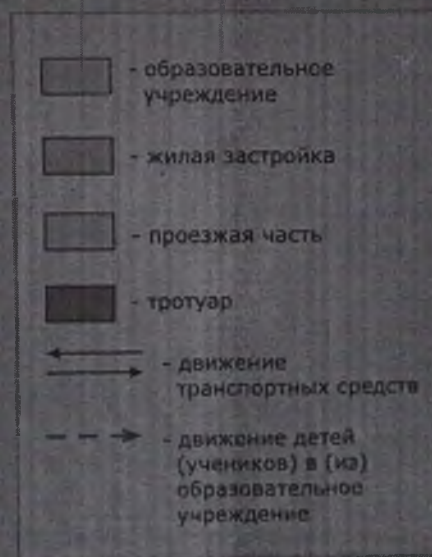 - образовательное
учреждение
- жилая застройка
- проезжая часть
- тротуар
- движение
транспортных средств
- движение детей
(учеников) в (из)
образовательное
учреждение